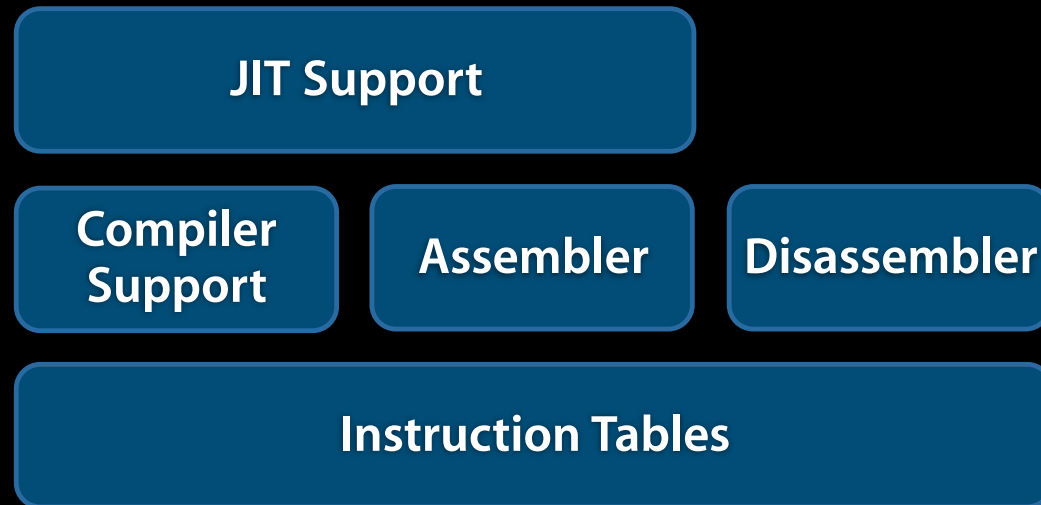 JIT Support
Compiler
Support
Assembler
Disassembler
Instruction Tables